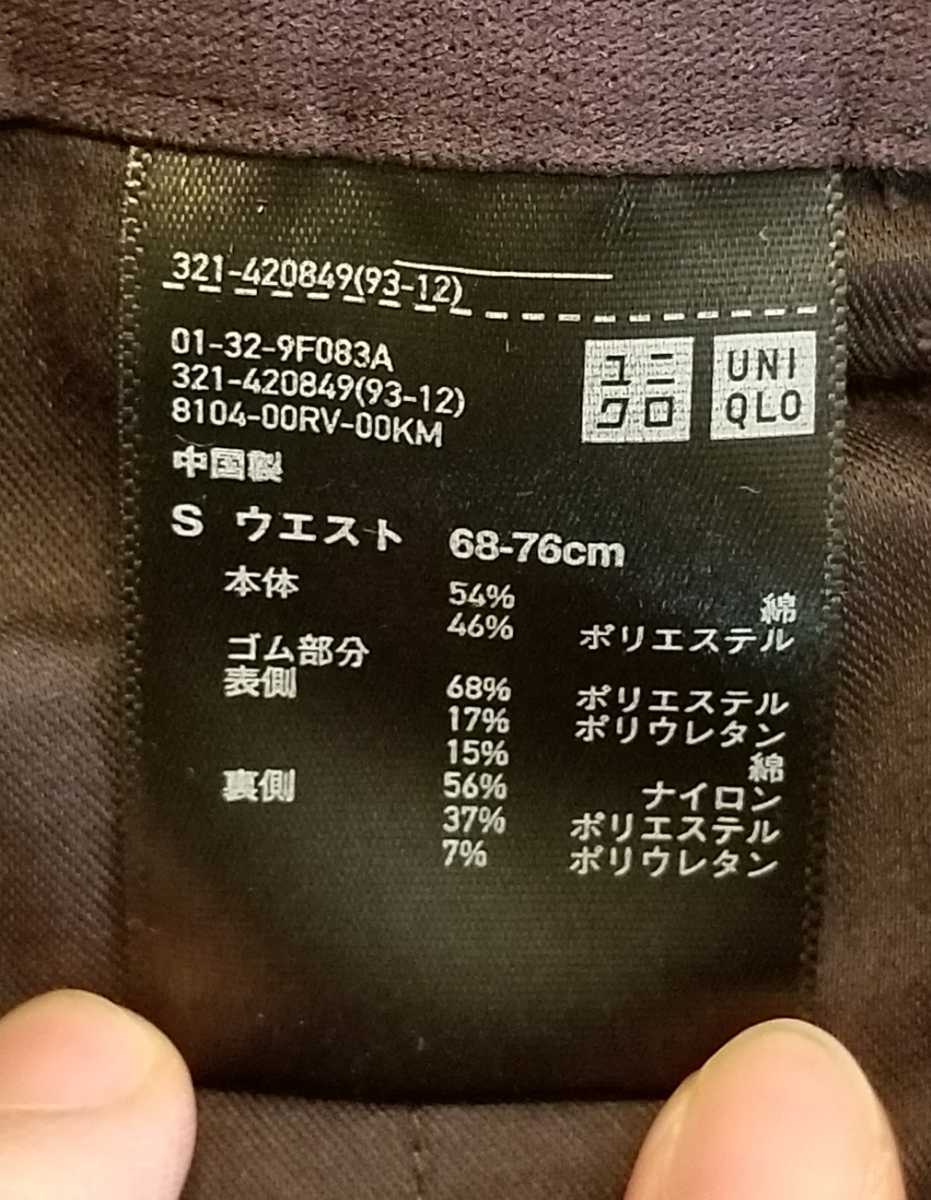 321-420849(93-12)
01-32-9F083A
321-420849(93-12)
8104-00RV-00KM
ユニ
クロ
UNI
QLO
中国製
S ウエスト 68-76cm
本体 54% 綿
46% ポリエステル
ゴム部分
表側 68% ポリエステル
17% ポリウレタン
15% 綿
裏側 56% ナイロン
37% ポリエステル
7% ポリウレタン